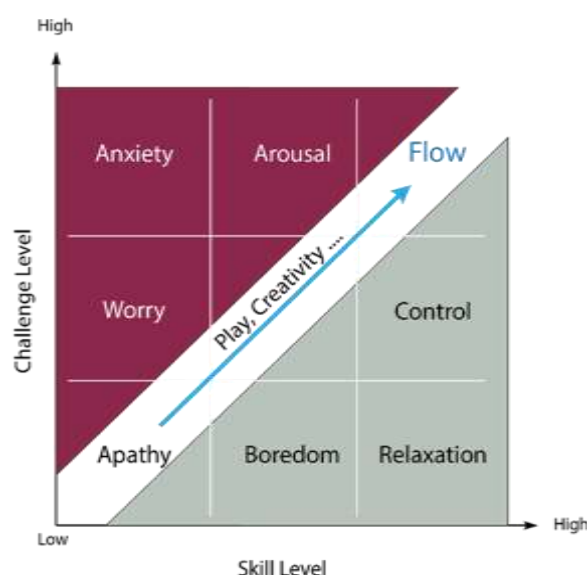 High
Anxiety
Arousal
Flow
Challenge Level
Worry
Play, Creativity ....
Control
Apathy
Boredom
Relaxation
Low
High
Skill Level